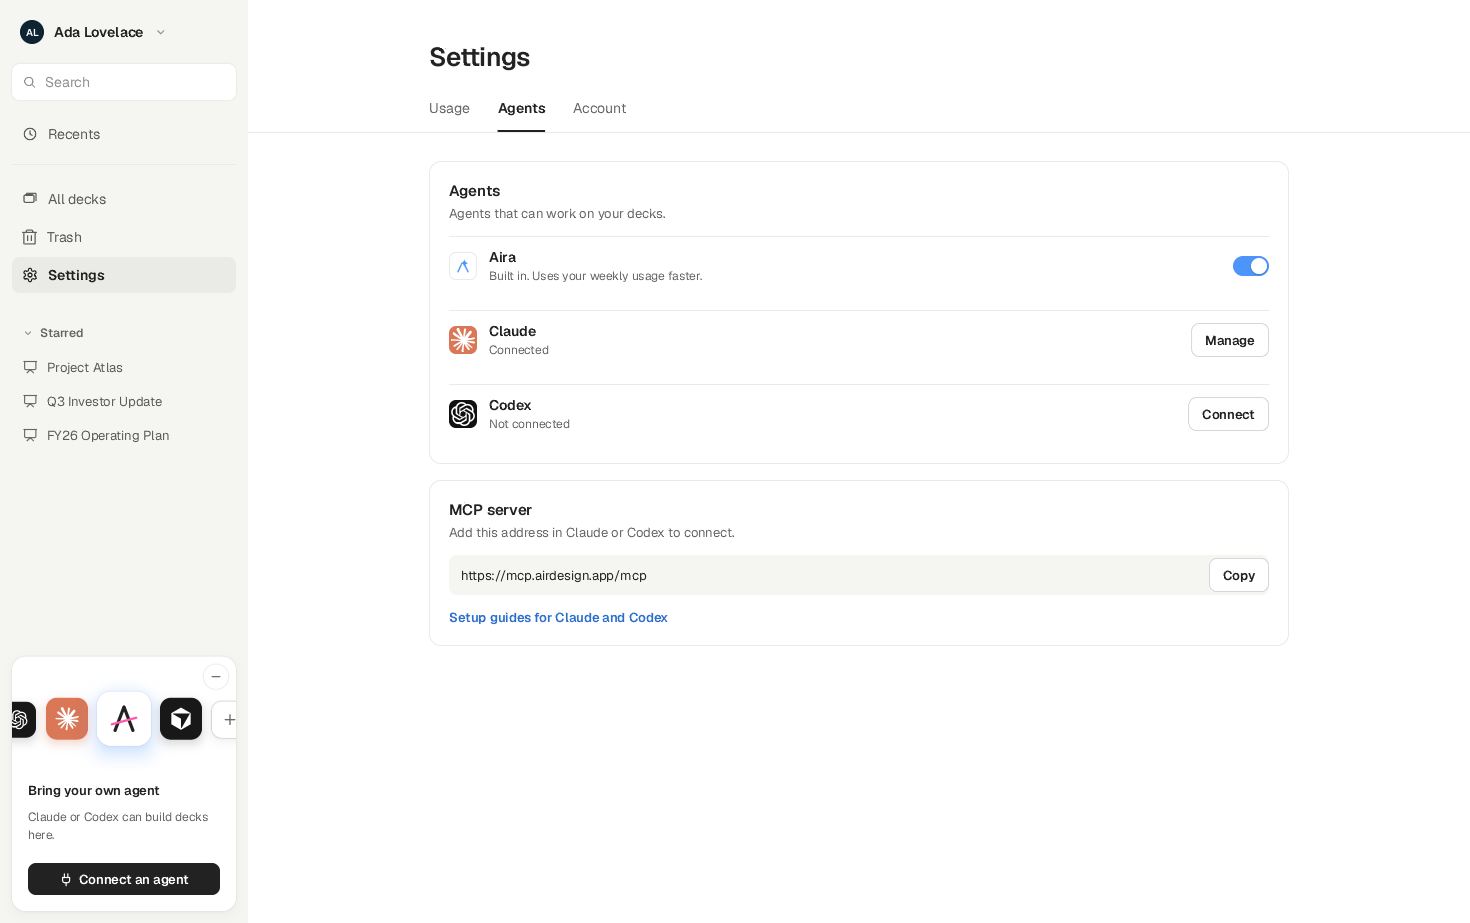 AL Ada Lovelace
Search
Recents
All decks
Trash
Settings
Starred
Project Atlas
Q3 Investor Update
FY26 Operating Plan
Bring your own agent
Claude or Codex can build decks
here.
Connect an agent
Settings
Usage Agents Account
Agents
Agents that can work on your decks.
Aira
Built in. Uses your weekly usage faster.
Claude
Connected
Manage
Codex
Not connected
Connect
MCP server
Add this address in Claude or Codex to connect.
https://mcp.airdesign.app/mcp
Copy
Setup guides for Claude and Codex